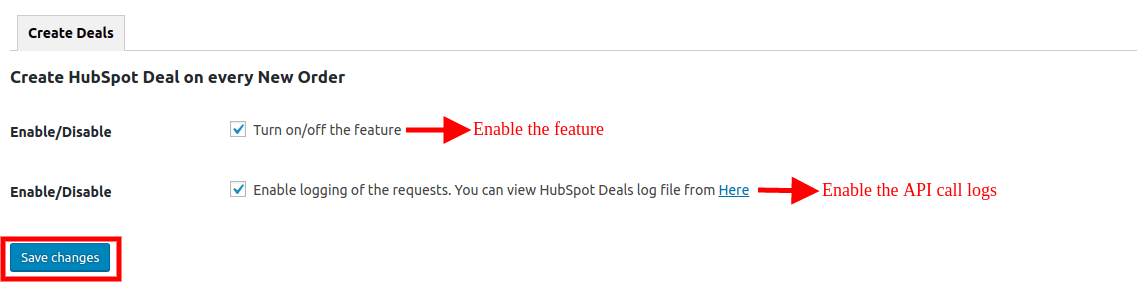 Create Deals
Create HubSpot Deal on every New Order
Enable/Disable Turn on/off the feature Enable the feature
Enable/Disable Enable logging of the requests. You can view HubSpot Deals log file from Here Enable the API call logs
Save changes